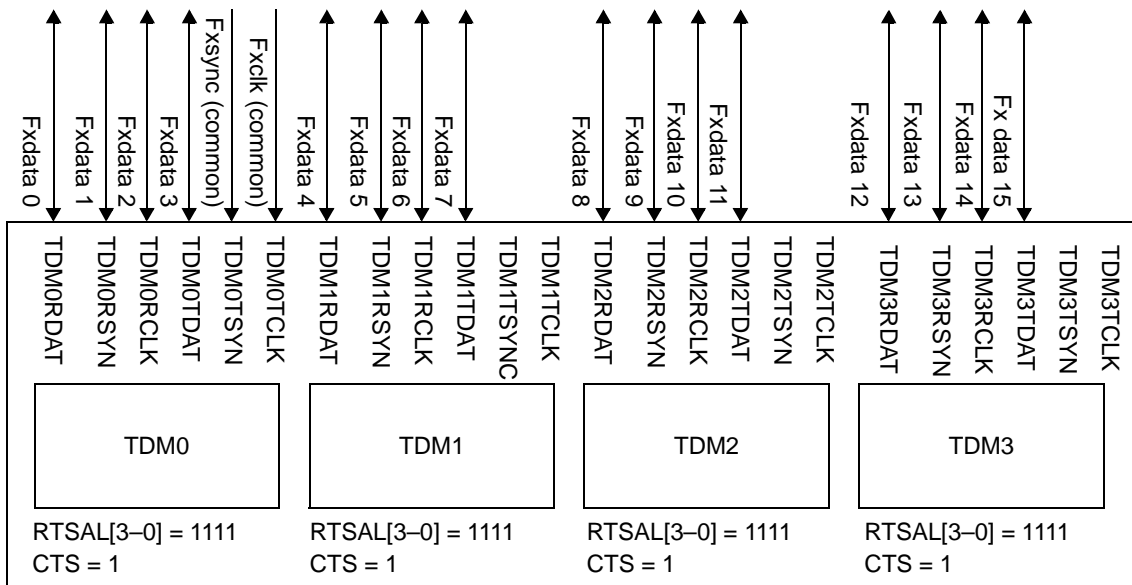 Fxdata 0
Fxdata 1
Fxdata 2
Fxdata 3
Fxsync (common)
Fxclk (common)
Fxdata 4
Fxdata 5
Fxdata 6
Fxdata 7
Fxdata 8
Fxdata 9
Fxdata 10
Fxdata 11
Fxdata 12
Fxdata 13
Fxdata 14
Fx data 15
TDM0RDAT
TDM0RSYN
TDM0RCLK
TDM0TDAT
TDM0TSYN
TDM0TCLK
TDM1RDAT
TDM1RSYN
TDM1RCLK
TDM1TDAT
TDM1TSYNC
TDM1TCLK
TDM2RDAT
TDM2RSYN
TDM2RCLK
TDM2TDAT
TDM2TSYN
TDM2TCLK
TDM3RDAT
TDM3RSYN
TDM3RCLK
TDM3TDAT
TDM3TSYN
TDM3TCLK
TDM0
TDM1
TDM2
TDM3
RTSAL[3–0] = 1111
CTS = 1
RTSAL[3–0] = 1111
CTS = 1
RTSAL[3–0] = 1111
CTS = 1
RTSAL[3–0] = 1111
CTS = 1